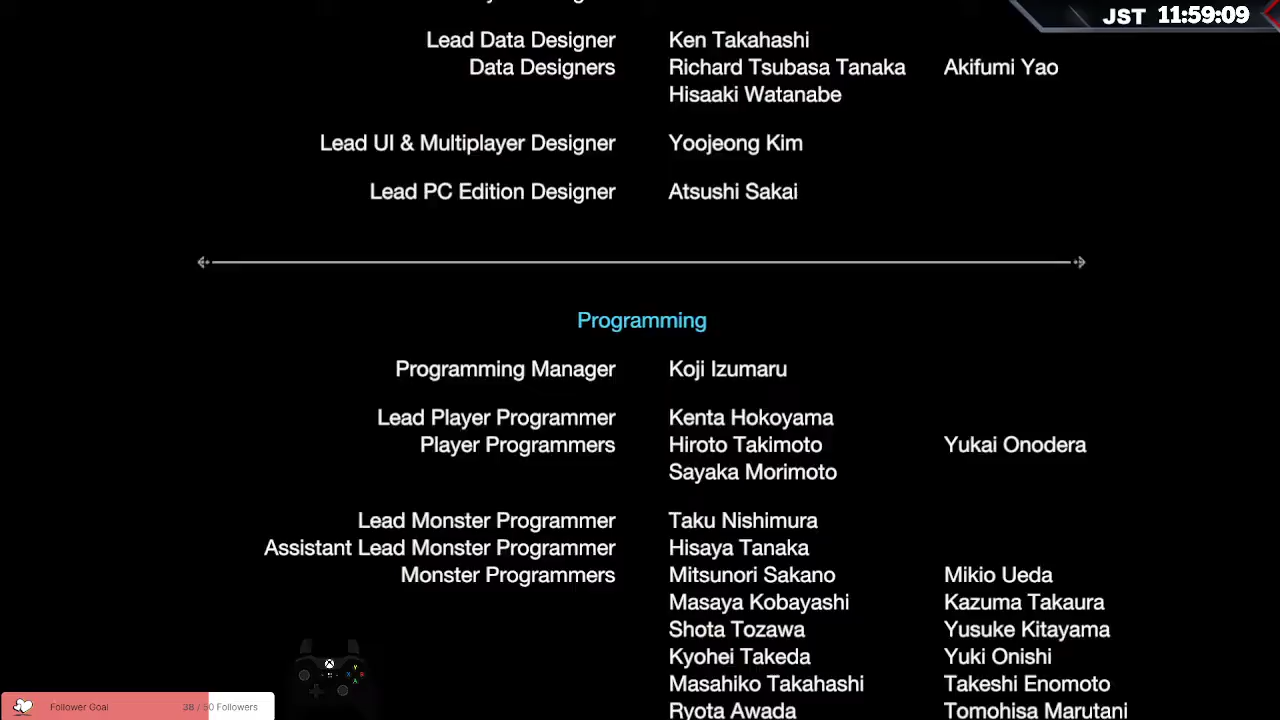 JST 11:59:09
Lead Data Designer Ken Takahashi
Data Designers Richard Tsubasa Tanaka Akifumi Yao
Hisaaki Watanabe
Lead UI & Multiplayer Designer Yoojeong Kim
Lead PC Edition Designer Atsushi Sakai
Programming
Programming Manager Koji Izumaru
Lead Player Programmer Kenta Hokoyama
Player Programmers Hiroto Takimoto Yukai Onodera
Sayaka Morimoto
Lead Monster Programmer Taku Nishimura
Assistant Lead Monster Programmer Hisaya Tanaka
Monster Programmers Mitsunori Sakano Mikio Ueda
Masaya Kobayashi Kazuma Takaura
Shota Tozawa Yusuke Kitayama
Kyohei Takeda Yuki Onishi
Masahiko Takahashi Takeshi Enomoto
Ryota Awada Tomohisa Marutani
Follower Goal 38 / 50 Followers